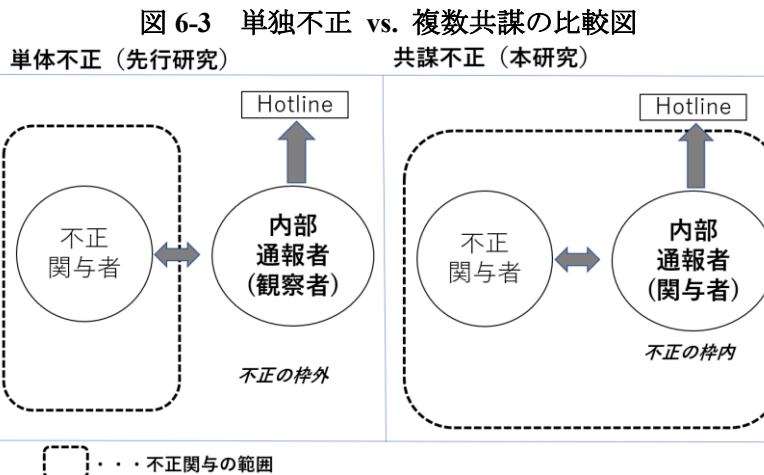 図 6-3 単独不正 vs. 複数共謀の比較図
単体不正（先行研究）
Hotline
不正
関与者
内部
通報者
(観察者)
不正の枠外
共謀不正（本研究）
Hotline
不正
関与者
内部
通報者
(関与者)
不正の枠内
・・・不正関与の範囲